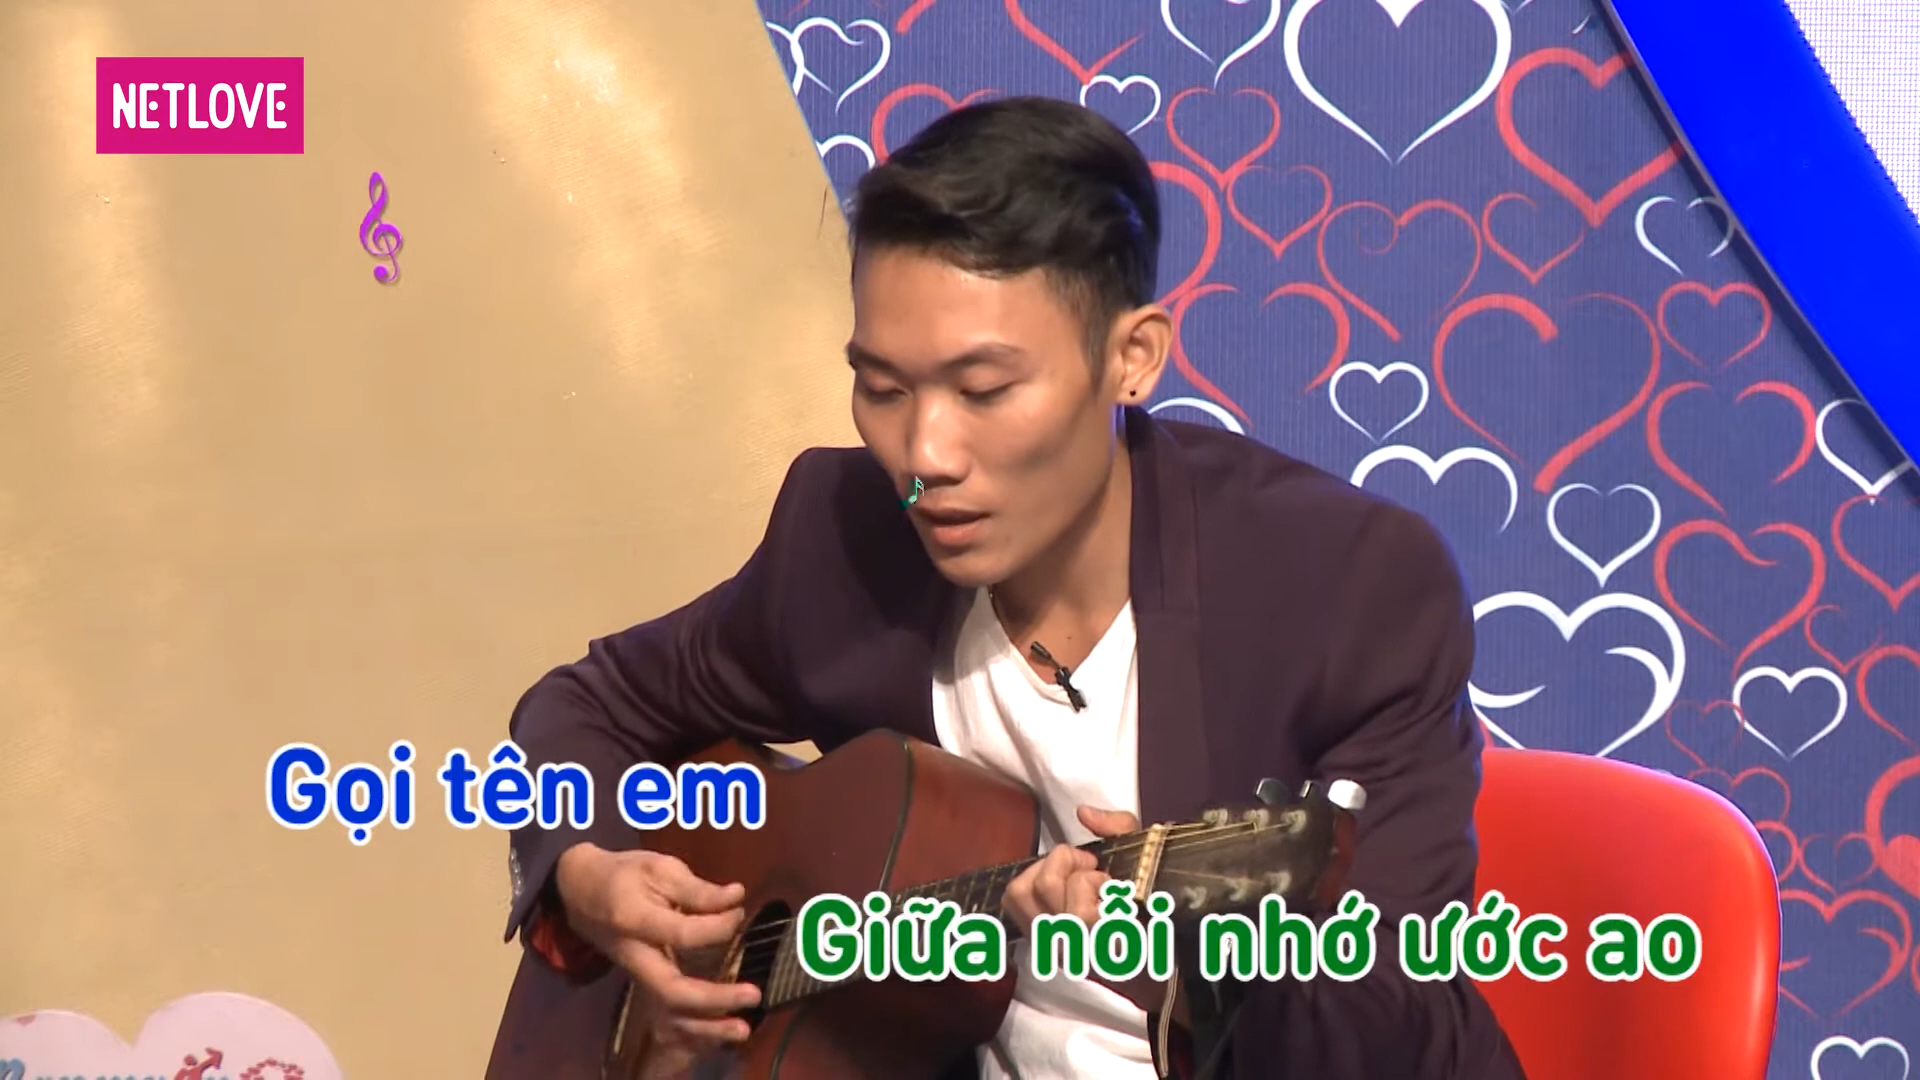 NETLOVE
Gọi tên em
Giữa nỗi nhớ ước ao